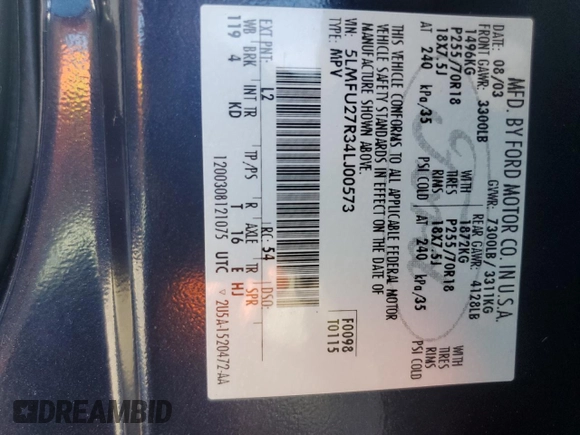 MFD. BY FORD MOTOR CO. IN U.S.A.
DATE: 08/03 GVWR: 7300LB / 3311KG
FRONT GAWR: 3300LB REAR GAWR: 4128LB
1496KG WITH 1872KG WITH
P255/70R18 TIRES P255/70R18 TIRES
18X7.5J RIMS 18X7.5J RIMS
AT 240 kPa/35 PSI COLD AT 240 kPa/35 PSI COLD
THIS VEHICLE CONFORMS TO ALL APPLICABLE FEDERAL MOTOR
VEHICLE SAFETY STANDARDS IN EFFECT ON THE DATE OF
MANUFACTURE SHOWN ABOVE.
VIN: 5LMFU27R34LJ00573
TYPE: MPV
F0098
T0115
EXT PNT: L2 RC: 54 DSO:
WB BRK INT TR TP/PS R AXLE TR SPR
119 4 KD T 16 E HJ
1200308121075 UTC ▽ 2U5A-1520472-AA
DREAMBID